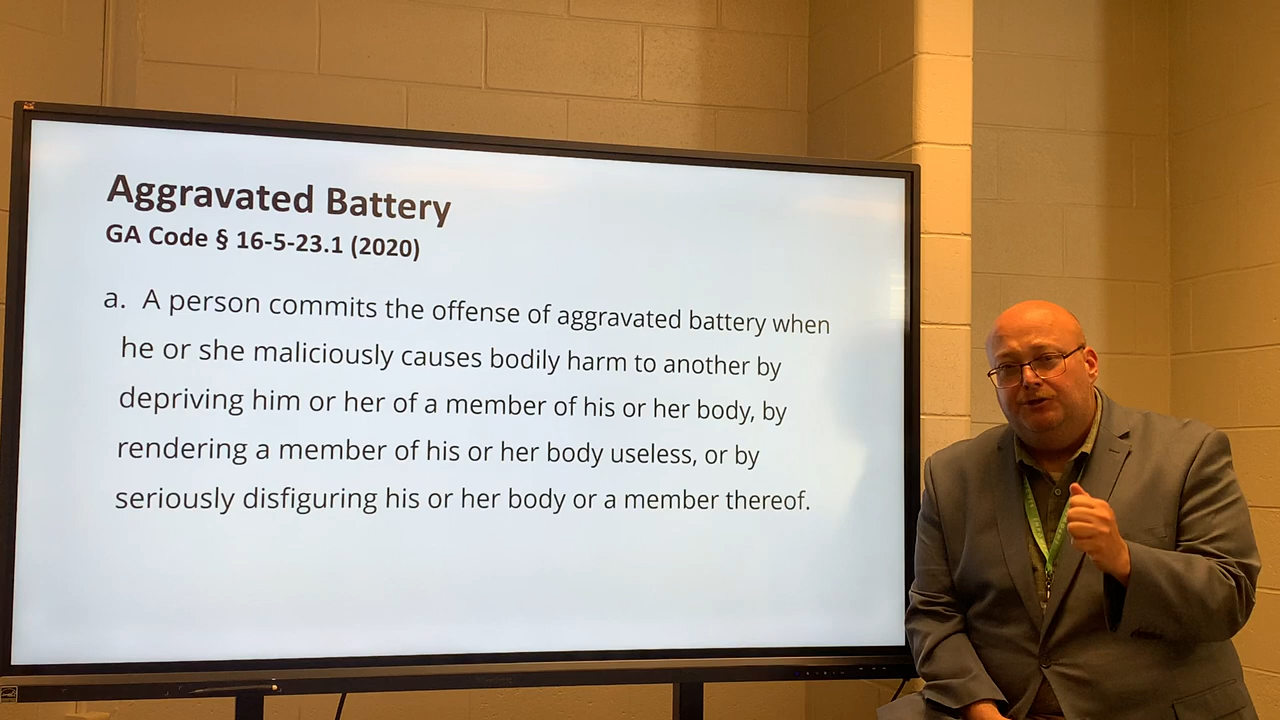 Aggravated Battery
GA Code § 16-5-23.1 (2020)
a. A person commits the offense of aggravated battery when
he or she maliciously causes bodily harm to another by
depriving him or her of a member of his or her body, by
rendering a member of his or her body useless, or by
seriously disfiguring his or her body or a member thereof.